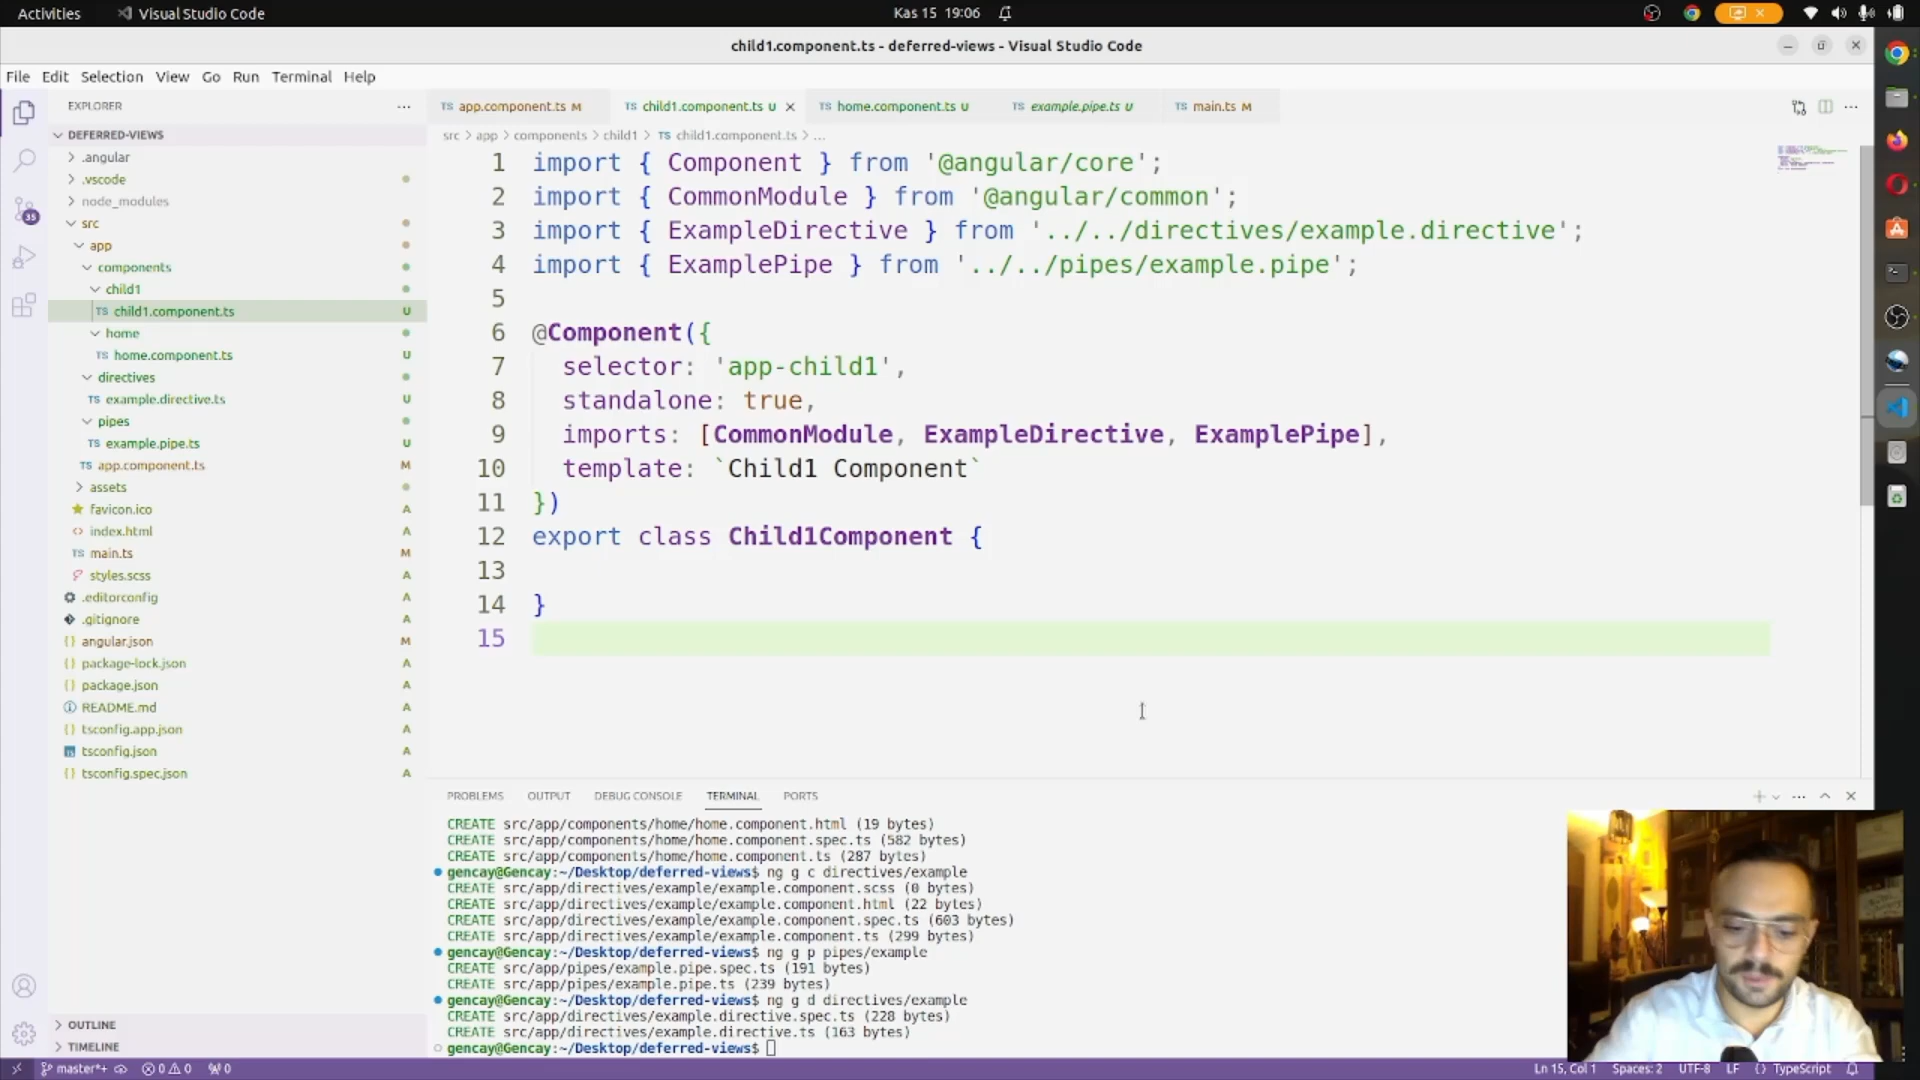 Activities
Visual Studio Code
Kas 15 19:06
child1.component.ts - deferred-views - Visual Studio Code
File Edit Selection View Go Run Terminal Help
EXPLORER
DEFERRED-VIEWS
.angular
.vscode
node_modules
35
src
app
components
child1
TS child1.component.ts U
home
TS home.component.ts U
directives
TS example.directive.ts U
pipes
TS example.pipe.ts U
TS app.component.ts M
assets
favicon.ico A
index.html A
TS main.ts M
styles.scss A
.editorconfig A
.gitignore A
{} angular.json M
{} package-lock.json A
{} package.json A
README.md A
{} tsconfig.app.json A
tsconfig.json A
{} tsconfig.spec.json A
OUTLINE
TIMELINE
TS app.component.ts M
TS child1.component.ts U
TS home.component.ts U
TS example.pipe.ts U
TS main.ts M
src > app > components > child1 > TS child1.component.ts > ...
1 import { Component } from '@angular/core';
2 import { CommonModule } from '@angular/common';
3 import { ExampleDirective } from '../../directives/example.directive';
4 import { ExamplePipe } from '../../pipes/example.pipe';
5
6 @Component({
7 selector: 'app-child1',
8 standalone: true,
9 imports: [CommonModule, ExampleDirective, ExamplePipe],
10 template: `Child1 Component`
11 })
12 export class Child1Component {
13
14 }
15
PROBLEMS OUTPUT DEBUG CONSOLE TERMINAL PORTS
CREATE src/app/components/home/home.component.html (19 bytes)
CREATE src/app/components/home/home.component.spec.ts (582 bytes)
CREATE src/app/components/home/home.component.ts (287 bytes)
gencay@Gencay:~/Desktop/deferred-views$ ng g c directives/example
CREATE src/app/directives/example/example.component.scss (0 bytes)
CREATE src/app/directives/example/example.component.html (22 bytes)
CREATE src/app/directives/example/example.component.spec.ts (603 bytes)
CREATE src/app/directives/example/example.component.ts (299 bytes)
gencay@Gencay:~/Desktop/deferred-views$ ng g p pipes/example
CREATE src/app/pipes/example.pipe.spec.ts (191 bytes)
CREATE src/app/pipes/example.pipe.ts (239 bytes)
gencay@Gencay:~/Desktop/deferred-views$ ng g d directives/example
CREATE src/app/directives/example.directive.spec.ts (228 bytes)
CREATE src/app/directives/example.directive.ts (163 bytes)
gencay@Gencay:~/Desktop/deferred-views$
master*+ 0 0 0
Ln 15, Col 1 Spaces: 2 UTF-8 LF {} TypeScript